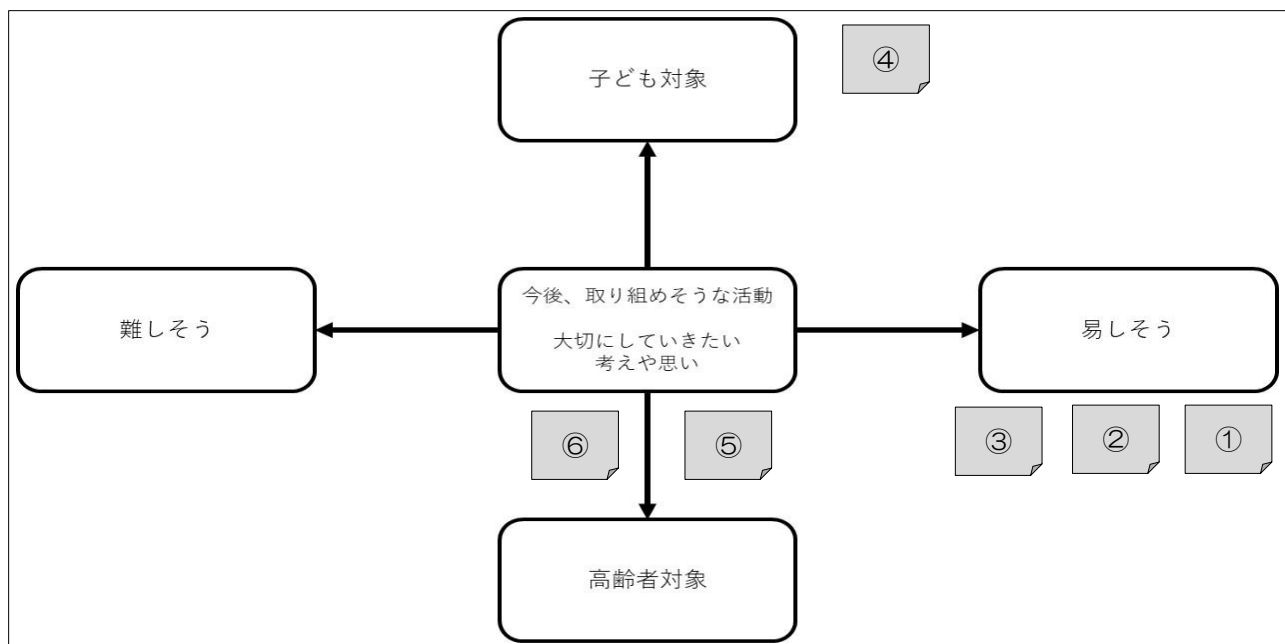 子ども対象
④
難しそう
今後、取り組めそうな活動
大切にしていきたい
考えや思い
易しそう
⑥
⑤
③
②
①
高齢者対象